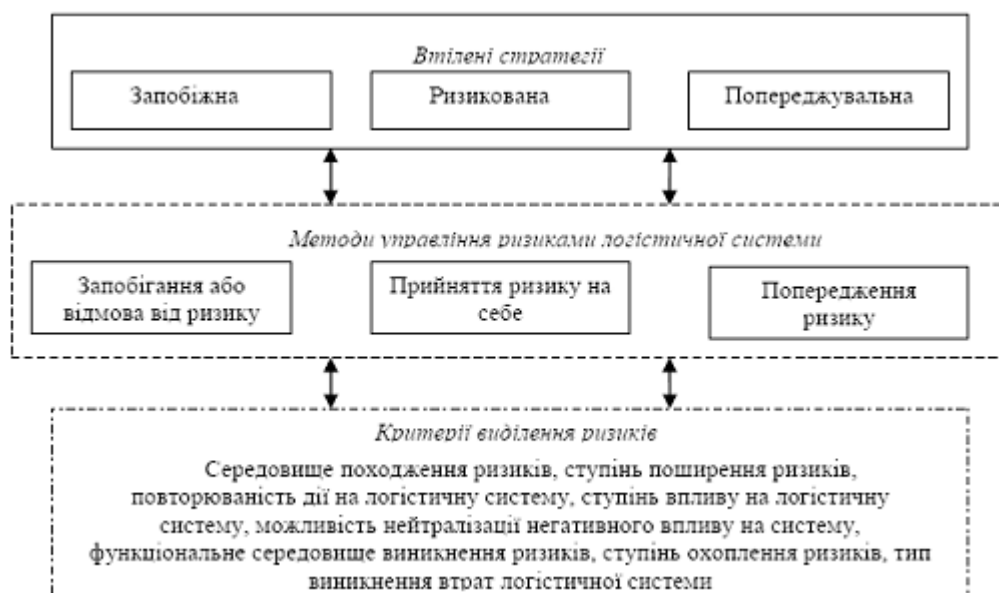 Втілені стратегії
Запобіжна
Ризикована
Попереджувальна
Методи управління ризиками логістичної системи
Запобігання або
відмова від ризику
Прийняття ризику на
себе
Попередження
ризику
Критерії виділення ризиків
Середовище походження ризиків, ступінь поширення ризиків,
повторюваність дії на логістичну систему, ступінь впливу на логістичну
систему, можливість нейтралізації негативного впливу на систему,
функціональне середовище виникнення ризиків, ступінь охоплення ризиків, тип
виникнення втрат логістичної системи